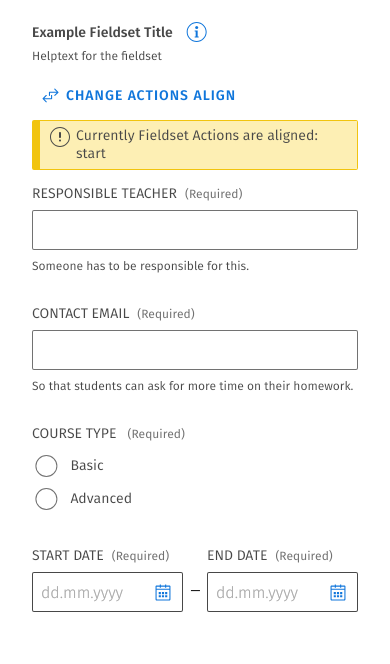 Example Fieldset Title
Helptext for the fieldset
CHANGE ACTIONS ALIGN
Currently Fieldset Actions are aligned:
start
RESPONSIBLE TEACHER (Required)
Someone has to be responsible for this.
CONTACT EMAIL (Required)
So that students can ask for more time on their homework.
COURSE TYPE (Required)
Basic
Advanced
START DATE (Required) END DATE (Required)
dd.mm.yyyy – dd.mm.yyyy